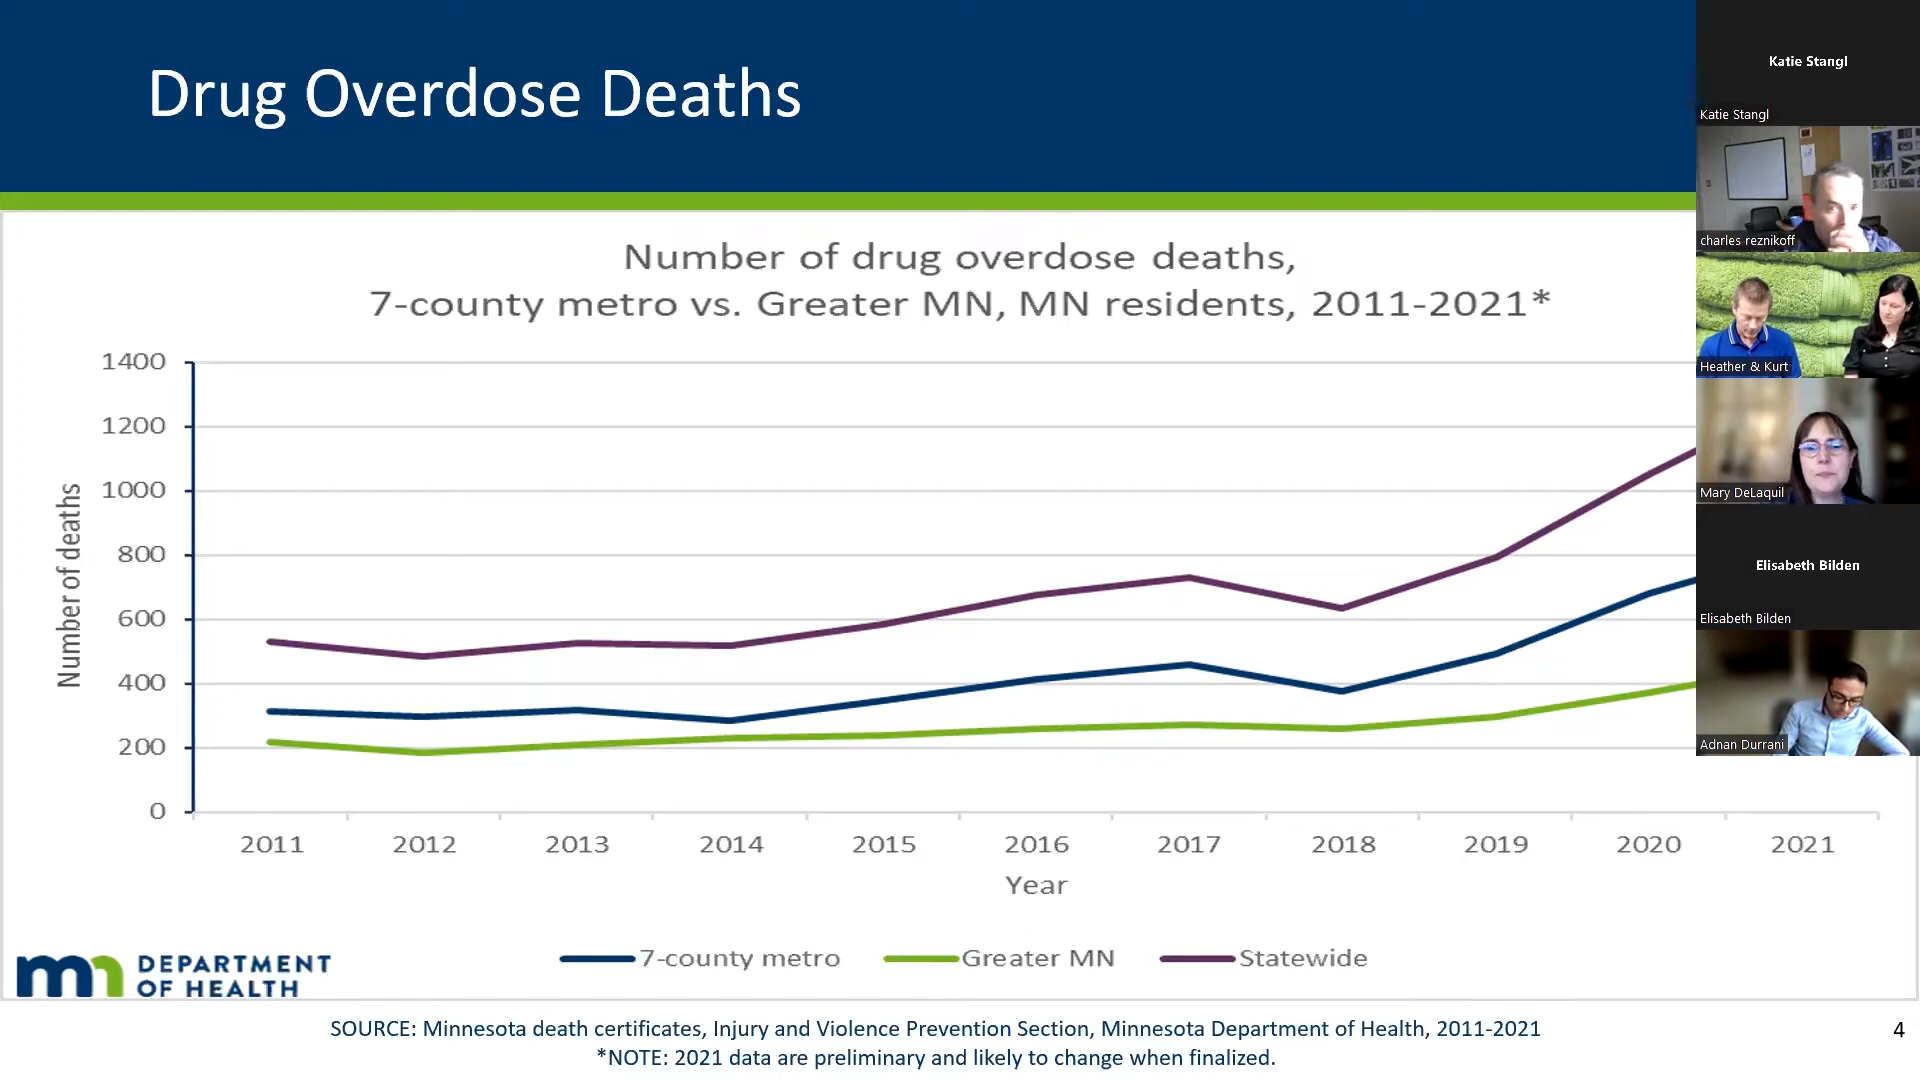 Drug Overdose Deaths
Number of drug overdose deaths,
7-county metro vs. Greater MN, MN residents, 2011-2021*
1400
1200
1000
800
600
400
200
0
Number of deaths
2011 2012 2013 2014 2015 2016 2017 2018 2019 2020 2021
Year
7-county metro Greater MN Statewide
mn DEPARTMENT
OF HEALTH
SOURCE: Minnesota death certificates, Injury and Violence Prevention Section, Minnesota Department of Health, 2011-2021
*NOTE: 2021 data are preliminary and likely to change when finalized.
4
Katie Stangl
Katie Stangl
charles reznikoff
Heather & Kurt
Mary DeLaquil
Elisabeth Bilden
Elisabeth Bilden
Adnan Durrani